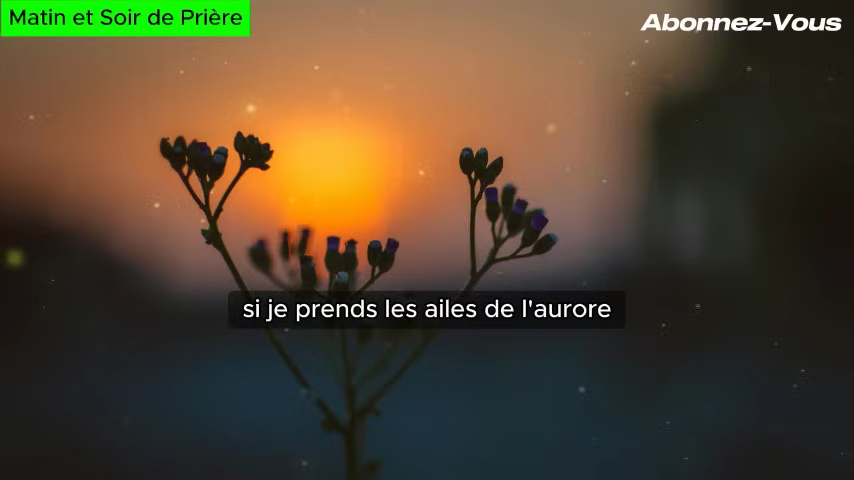 Matin et Soir de Prière
Abonnez-Vous
si je prends les ailes de l'aurore